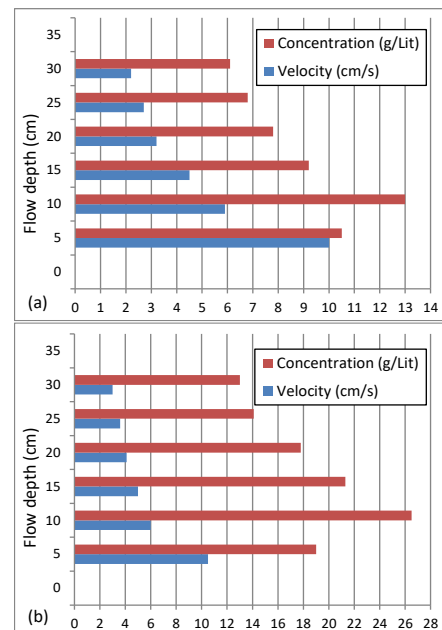 35
30
25
20
15
10
5
0
Flow depth (cm)
Concentration (g/Lit)
Velocity (cm/s)
(a)
0 1 2 3 4 5 6 7 8 9 10 11 12 13 14
35
30
25
20
15
10
5
0
Flow depth (cm)
Concentration (g/Lit)
Velocity (cm/s)
(b)
0 2 4 6 8 10 12 14 16 18 20 22 24 26 28